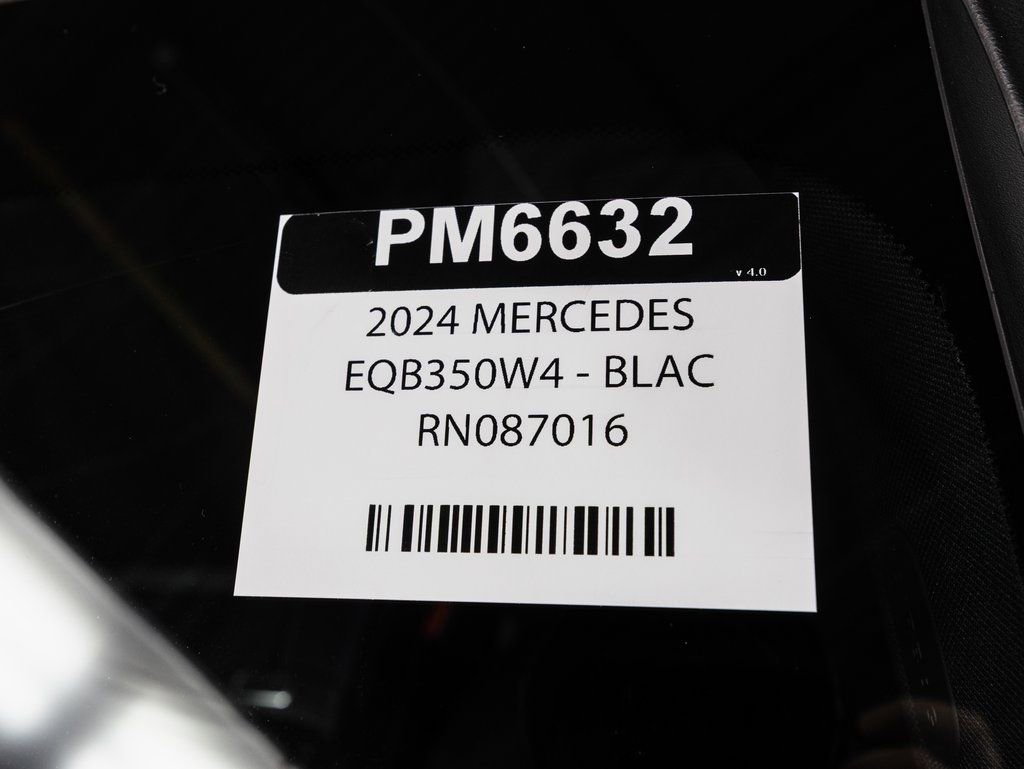 PM6632
v 4.0
2024 MERCEDES
EQB350W4 - BLAC
RN087016